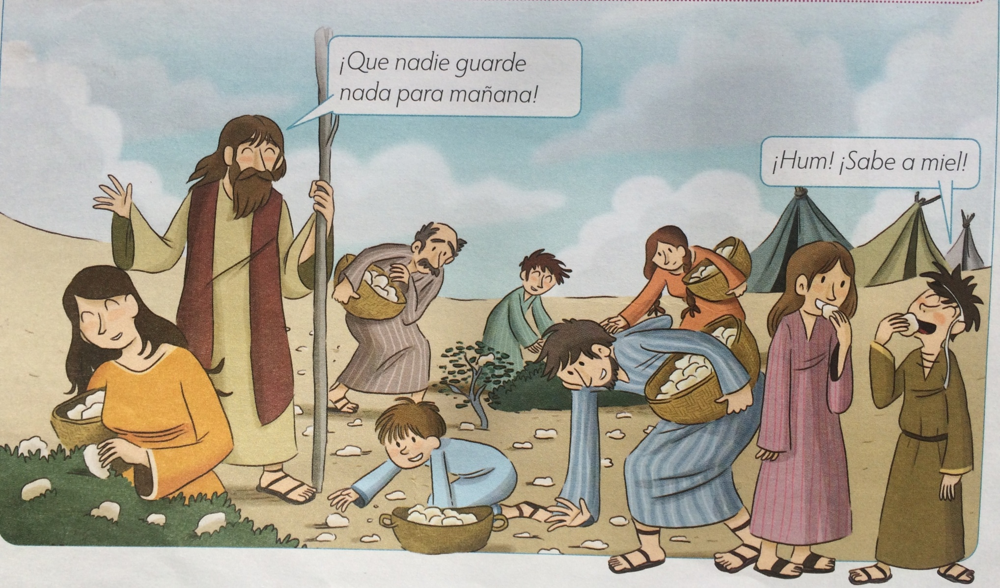 ¡Que nadie guarde
nada para mañana!
¡Hum! ¡Sabe a miel!